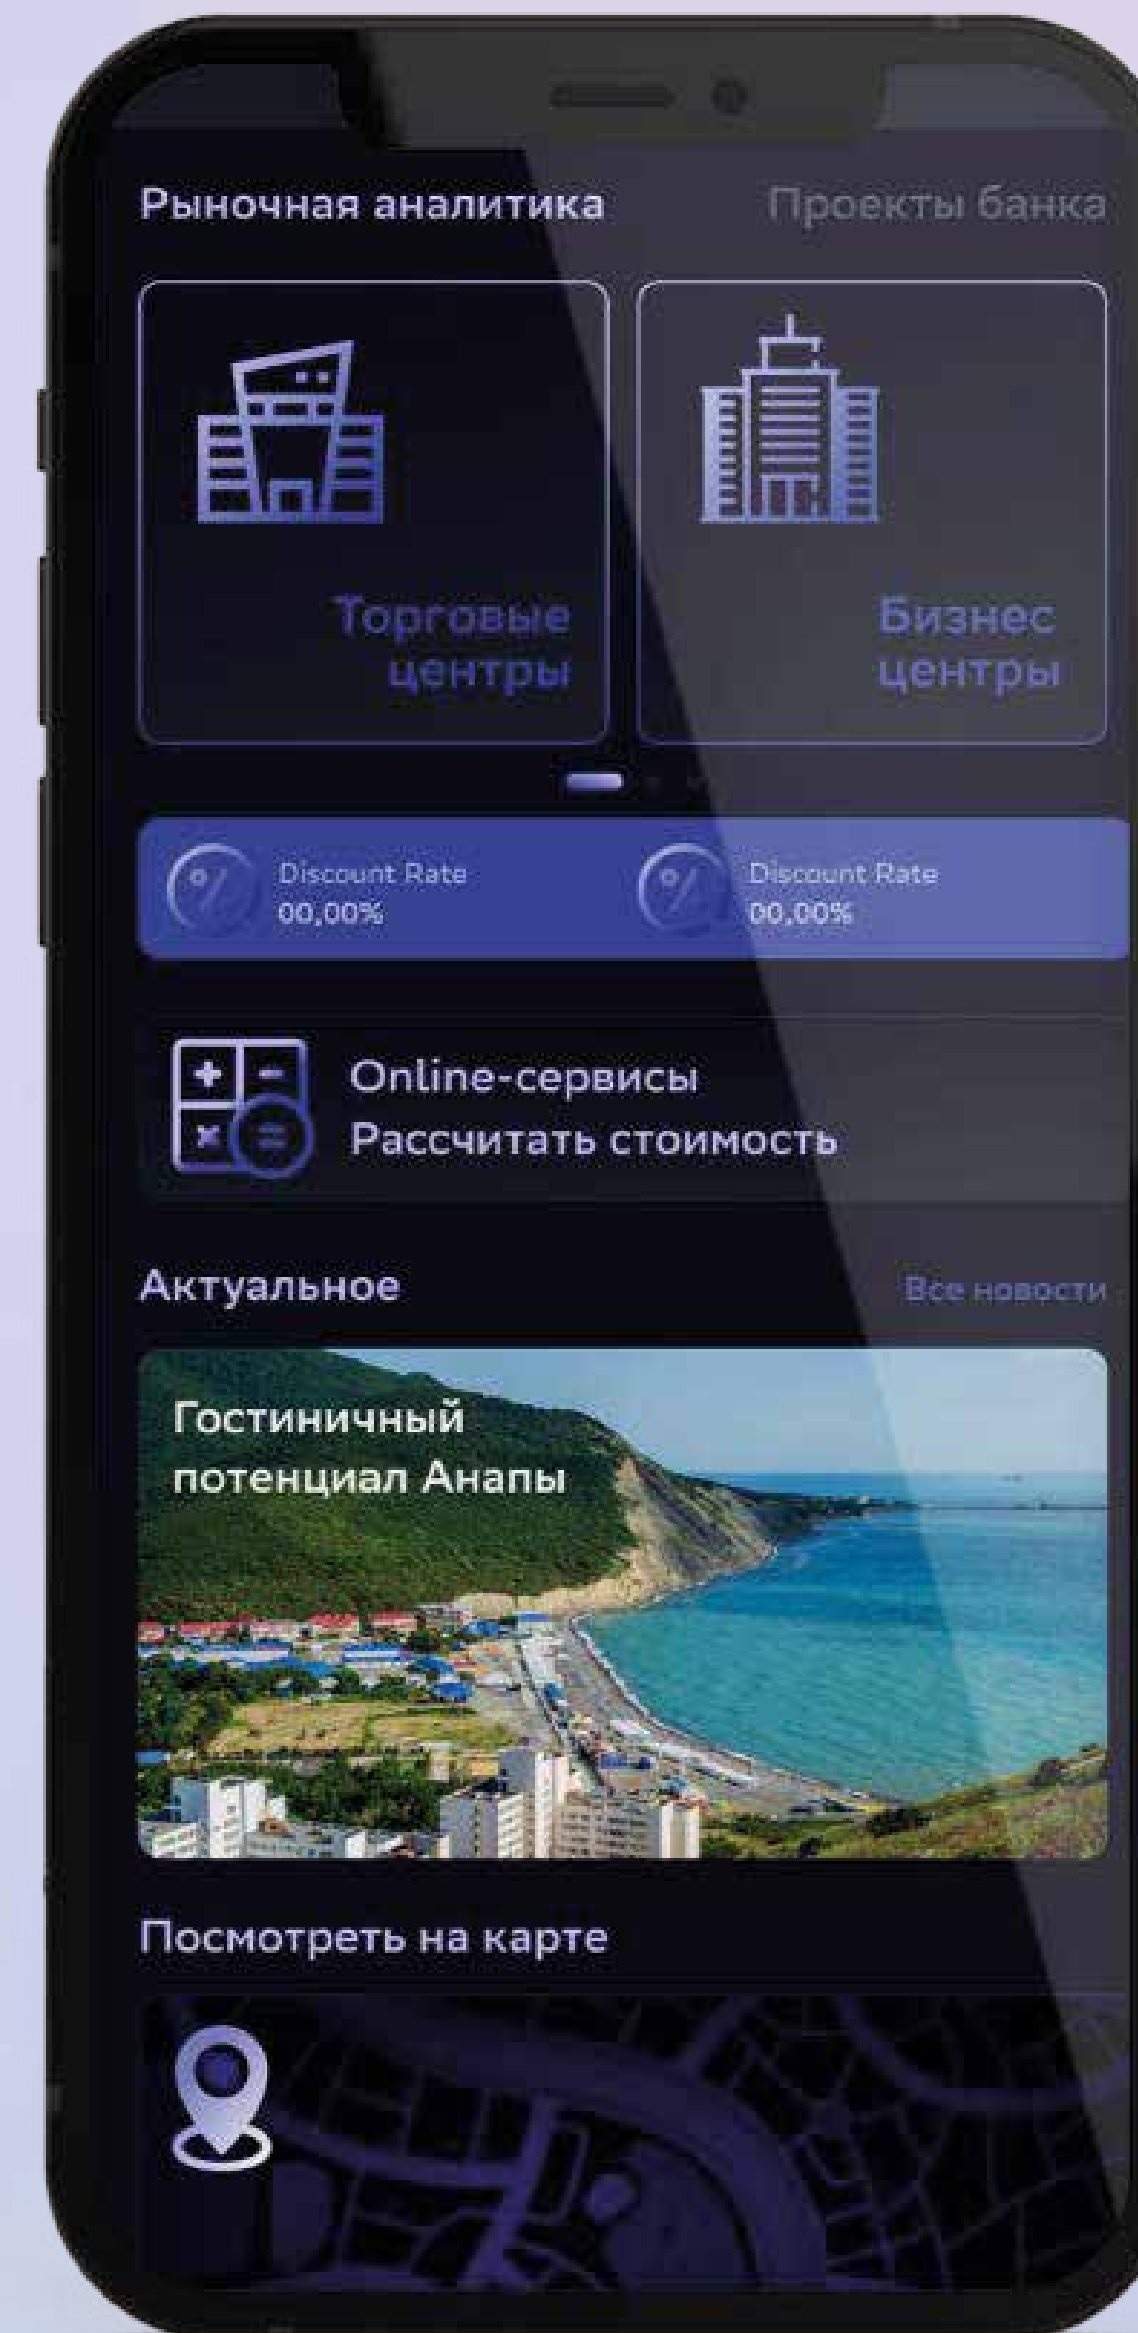 Рыночная аналитика
Проекты банка
Торговые
центры
Бизнес
центры
Discount Rate
00,00%
Discount Rate
00,00%
Online-сервисы
Рассчитать стоимость
Актуальное
Все новости
Гостиничный
потенциал Анапы
Посмотреть на карте